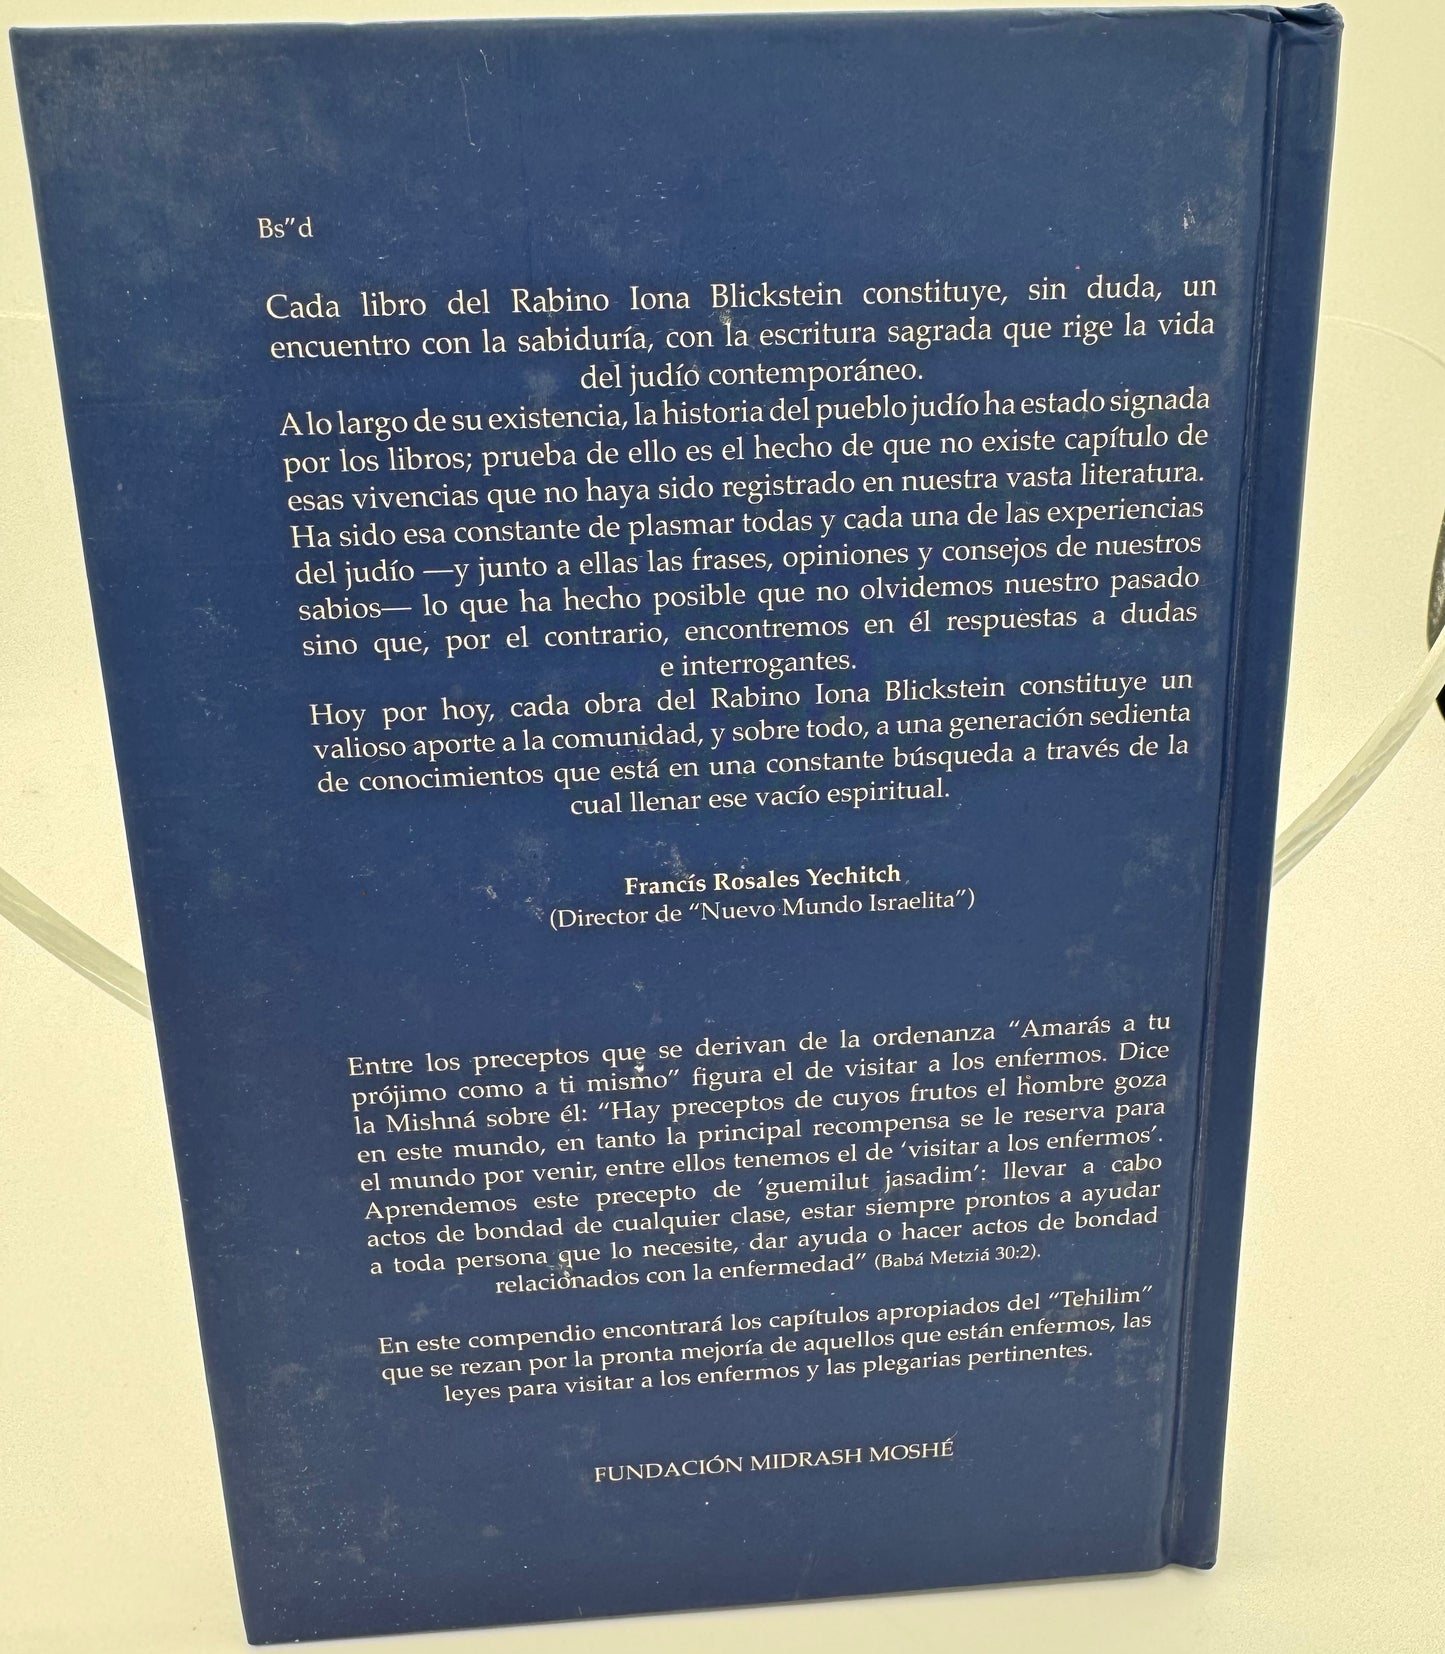 Bs”d
Cada libro del Rabino Iona Blickstein constituye, sin duda, un
encuentro con la sabiduría, con la escritura sagrada que rige la vida
del judío contemporáneo.
A lo largo de su existencia, la historia del pueblo judío ha estado signada
por los libros; prueba de ello es el hecho de que no existe capítulo de
esas vivencias que no haya sido registrado en nuestra vasta literatura.
Ha sido esa constante de plasmar todas y cada una de las experiencias
del judío —y junto a ellas las frases, opiniones y consejos de nuestros
sabios— lo que ha hecho posible que no olvidemos nuestro pasado
sino que, por el contrario, encontremos en él respuestas a dudas
e interrogantes.
Hoy por hoy, cada obra del Rabino Iona Blickstein constituye un
valioso aporte a la comunidad, y sobre todo, a una generación sedienta
de conocimientos que está en una constante búsqueda a través de la
cual llenar ese vacío espiritual.
Francis Rosales Yechitch
(Director de “Nuevo Mundo Israelita”)
Entre los preceptos que se derivan de la ordenanza “Amarás a tu
prójimo como a ti mismo” figura el de visitar a los enfermos. Dice
la Mishná sobre él: “Hay preceptos de cuyos frutos el hombre goza
en este mundo, en tanto la principal recompensa se le reserva para
el mundo por venir, entre ellos tenemos el de ‘visitar a los enfermos’.
Aprendemos este precepto de ‘guemilut jasadim’: llevar a cabo
actos de bondad de cualquier clase, estar siempre prontos a ayudar
a toda persona que lo necesite, dar ayuda o hacer actos de bondad
relacionados con la enfermedad” (Babá Metziá 30:2).
En este compendio encontrará los capítulos apropiados del “Tehilim”
que se rezan por la pronta mejoría de aquellos que están enfermos, las
leyes para visitar a los enfermos y las plegarias pertinentes.
FUNDACIÓN MIDRASH MOSHÉ